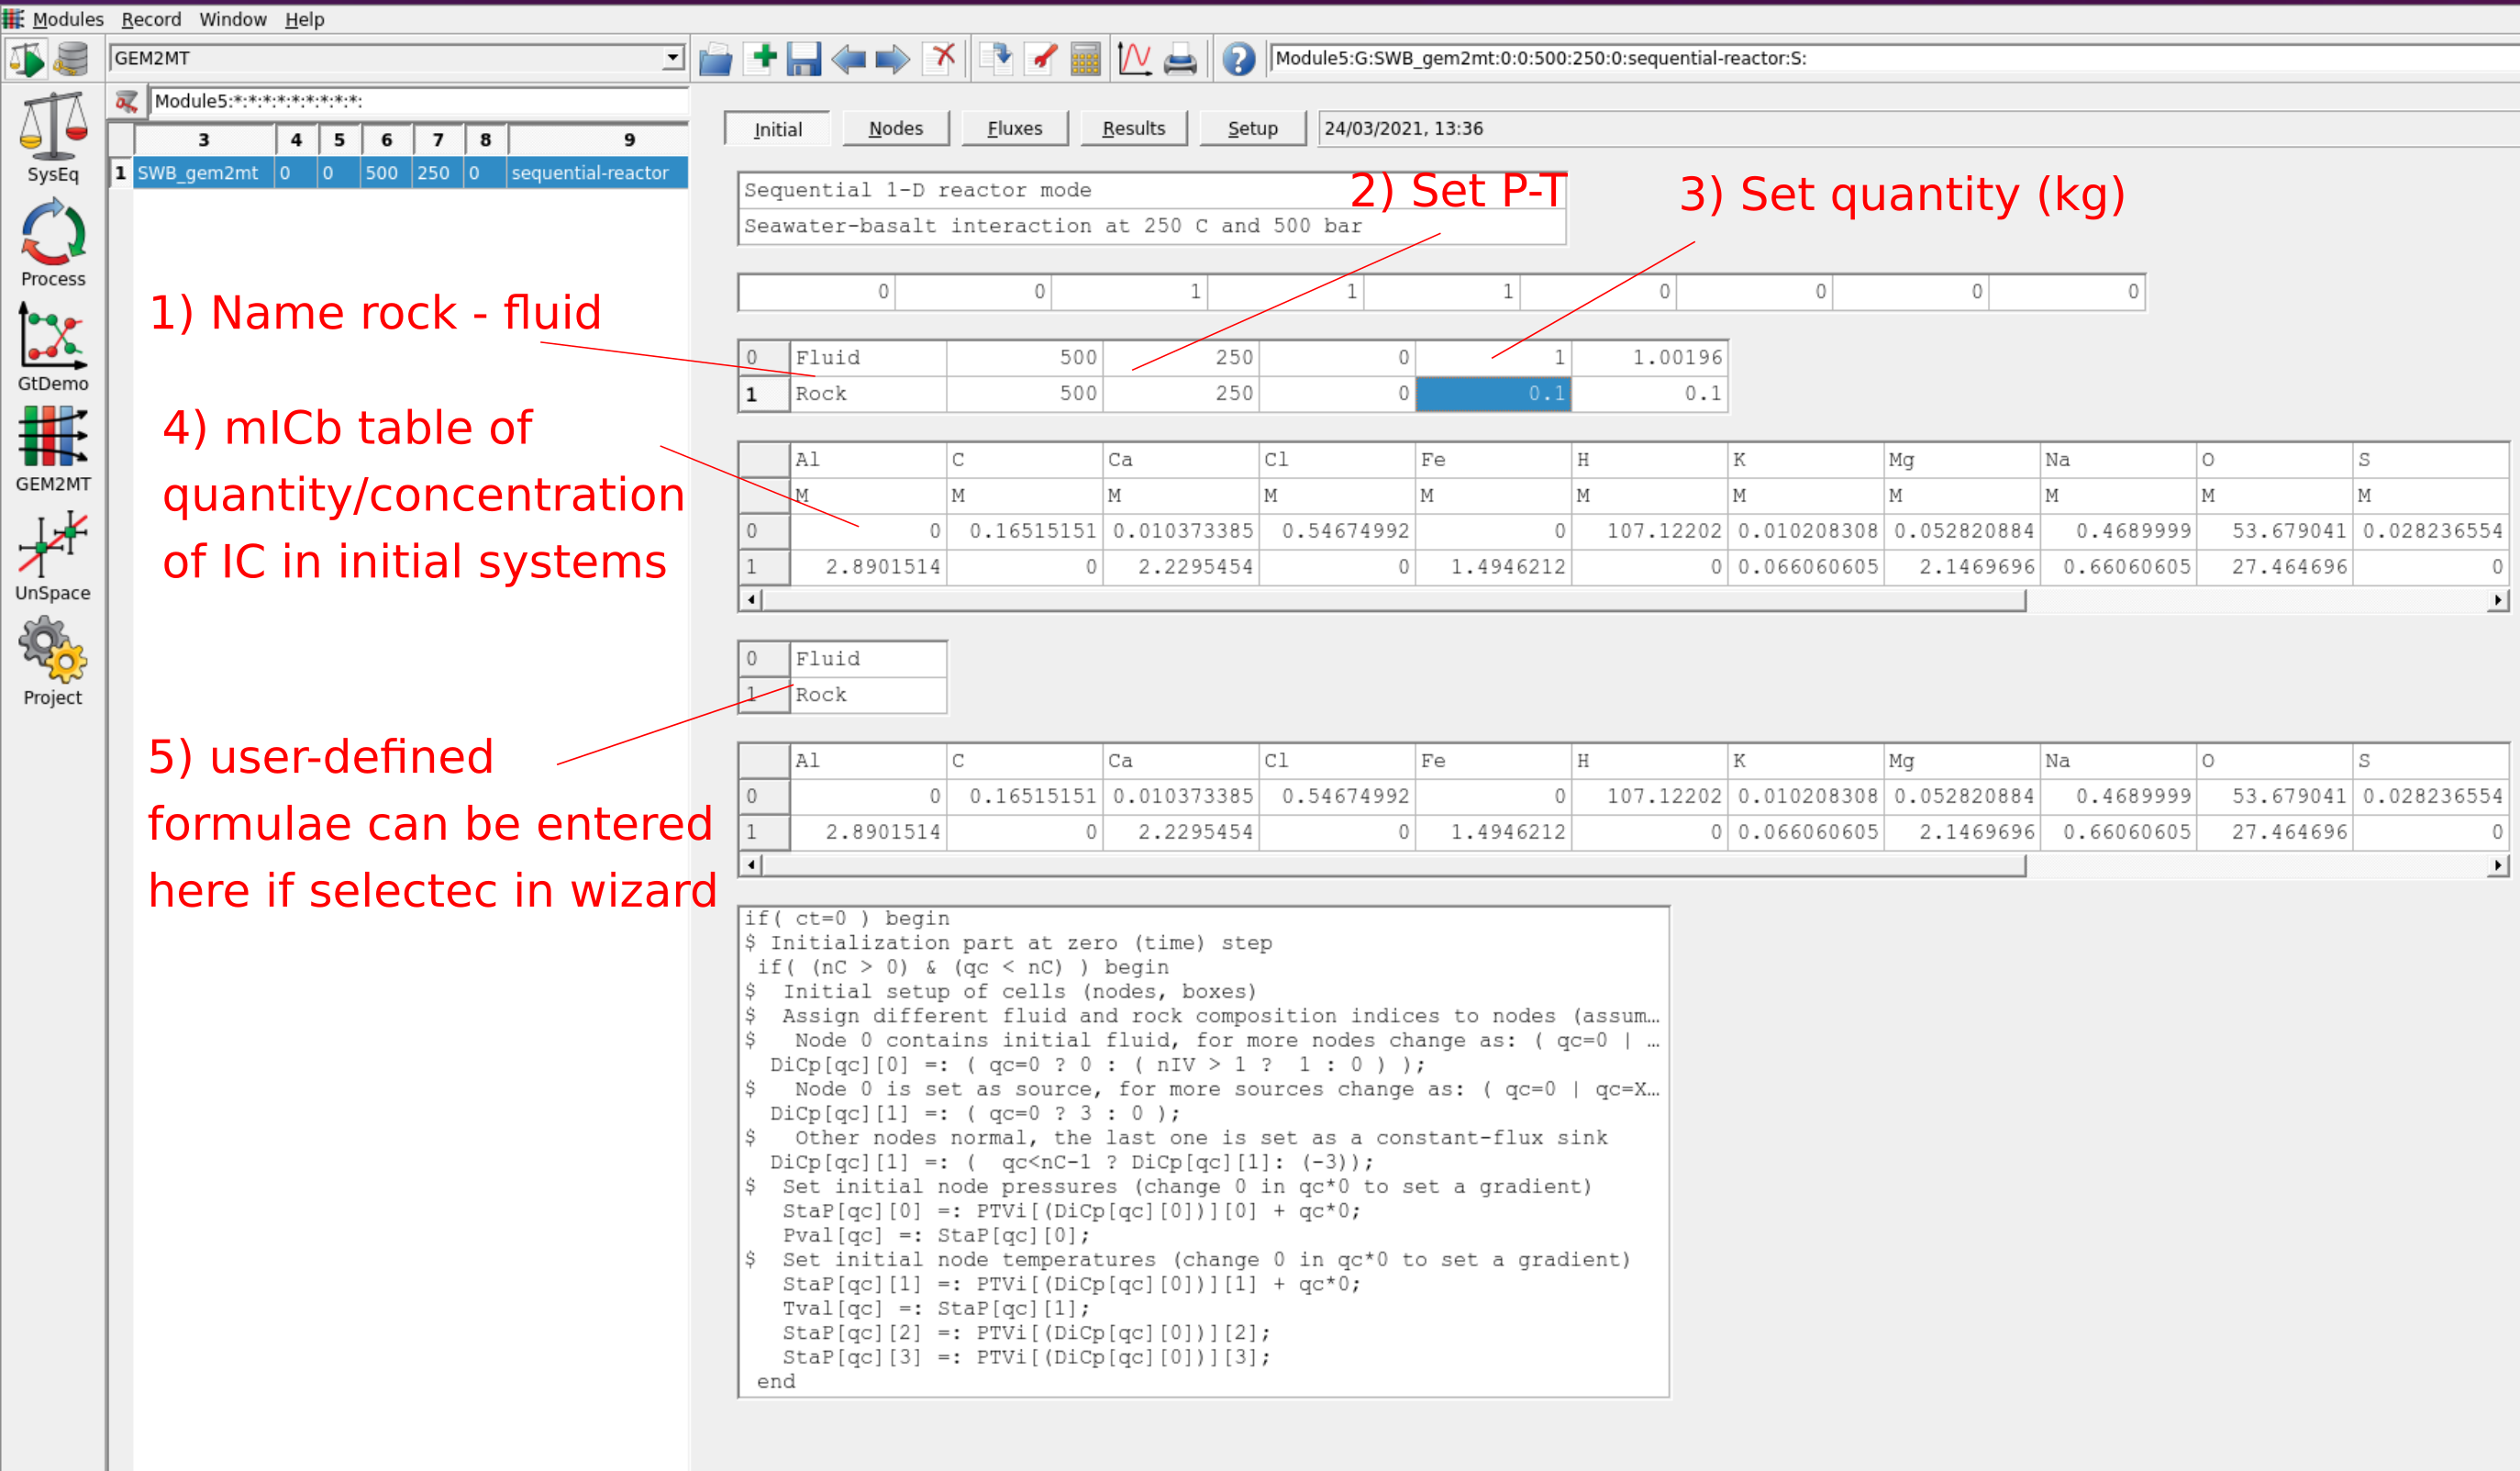 Modules Record Window Help
GEM2MT
Module5:G:SWB_gem2mt:0:0:500:250:0:sequential-reactor:S:
Module5:*:*:*:*:*:*:*:*:*:
3 4 5 6 7 8 9
1 SWB_gem2mt 0 0 500 250 0 sequential-reactor
SysEq
Process
GtDemo
GEM2MT
UnSpace
Project
Initial Nodes Fluxes Results Setup 24/03/2021, 13:36
Sequential 1-D reactor mode
Seawater-basalt interaction at 250 C and 500 bar
2) Set P-T
3) Set quantity (kg)
0 0 1 1 1 0 0 0 0
1) Name rock - fluid
0 Fluid 500 250 0 1 1.00196
1 Rock 500 250 0 0.1 0.1
4) mICb table of
quantity/concentration
of IC in initial systems
Al C Ca Cl Fe H K Mg Na O S
M M M M M M M M M M M
0 0 0.16515151 0.010373385 0.54674992 0 107.12202 0.010208308 0.052820884 0.4689999 53.679041 0.028236554
1 2.8901514 0 2.2295454 0 1.4946212 0 0.066060605 2.1469696 0.66060605 27.464696 0
0 Fluid
1 Rock
5) user-defined
formulae can be entered
here if selectec in wizard
Al C Ca Cl Fe H K Mg Na O S
0 0 0.16515151 0.010373385 0.54674992 0 107.12202 0.010208308 0.052820884 0.4689999 53.679041 0.028236554
1 2.8901514 0 2.2295454 0 1.4946212 0 0.066060605 2.1469696 0.66060605 27.464696 0
if( ct=0 ) begin
$ Initialization part at zero (time) step
if( (nC > 0) & (qc < nC) ) begin
$ Initial setup of cells (nodes, boxes)
$ Assign different fluid and rock composition indices to nodes (assum…
$ Node 0 contains initial fluid, for more nodes change as: ( qc=0 | …
DiCp[qc][0] =: ( qc=0 ? 0 : ( nIV > 1 ? 1 : 0 ) );
$ Node 0 is set as source, for more sources change as: ( qc=0 | qc=X…
DiCp[qc][1] =: ( qc=0 ? 3 : 0 );
$ Other nodes normal, the last one is set as a constant-flux sink
DiCp[qc][1] =: ( qc<nC-1 ? DiCp[qc][1]: (-3));
$ Set initial node pressures (change 0 in qc*0 to set a gradient)
StaP[qc][0] =: PTVi[(DiCp[qc][0])][0] + qc*0;
Pval[qc] =: StaP[qc][0];
$ Set initial node temperatures (change 0 in qc*0 to set a gradient)
StaP[qc][1] =: PTVi[(DiCp[qc][0])][1] + qc*0;
Tval[qc] =: StaP[qc][1];
StaP[qc][2] =: PTVi[(DiCp[qc][0])][2];
StaP[qc][3] =: PTVi[(DiCp[qc][0])][3];
end